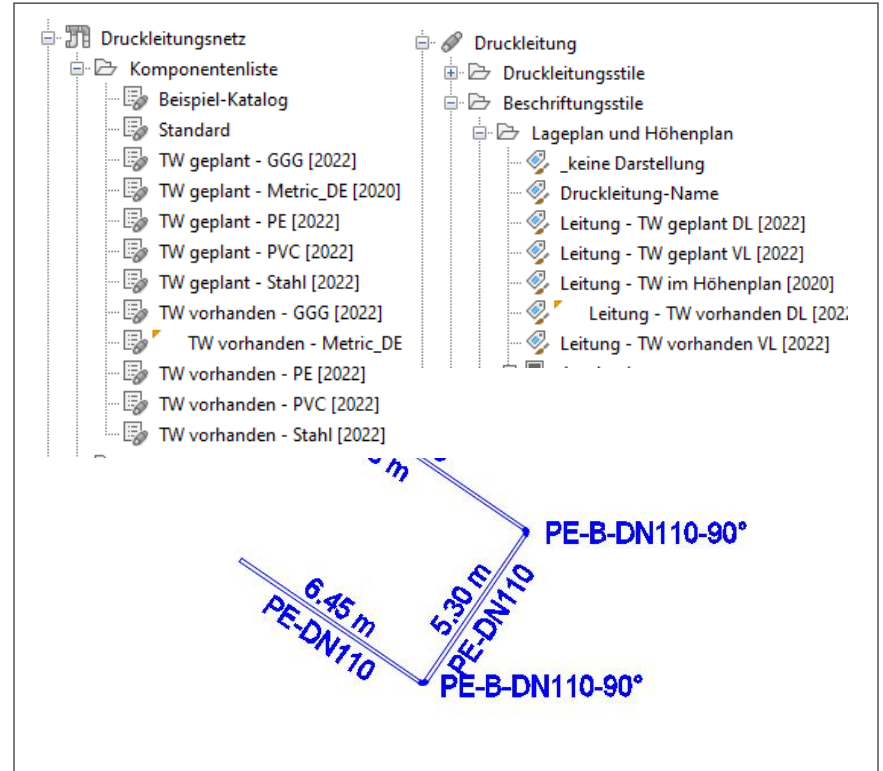 Druckleitungsnetz
Komponentenliste
Beispiel-Katalog
Standard
TW geplant - GGG [2022]
TW geplant - Metric_DE [2020]
TW geplant - PE [2022]
TW geplant - PVC [2022]
TW geplant - Stahl [2022]
TW vorhanden - GGG [2022]
TW vorhanden - Metric_DE
TW vorhanden - PE [2022]
TW vorhanden - PVC [2022]
TW vorhanden - Stahl [2022]
Druckleitung
Druckleitungsstile
Beschriftungsstile
Lageplan und Höhenplan
_keine Darstellung
Druckleitung-Name
Leitung - TW geplant DL [2022]
Leitung - TW geplant VL [2022]
Leitung - TW im Höhenplan [2020]
Leitung - TW vorhanden DL [202
Leitung - TW vorhanden VL [2022]
m
PE-B-DN110-90°
6.45 m
PE-DN110
5.30 m
PE-DN110
PE-B-DN110-90°